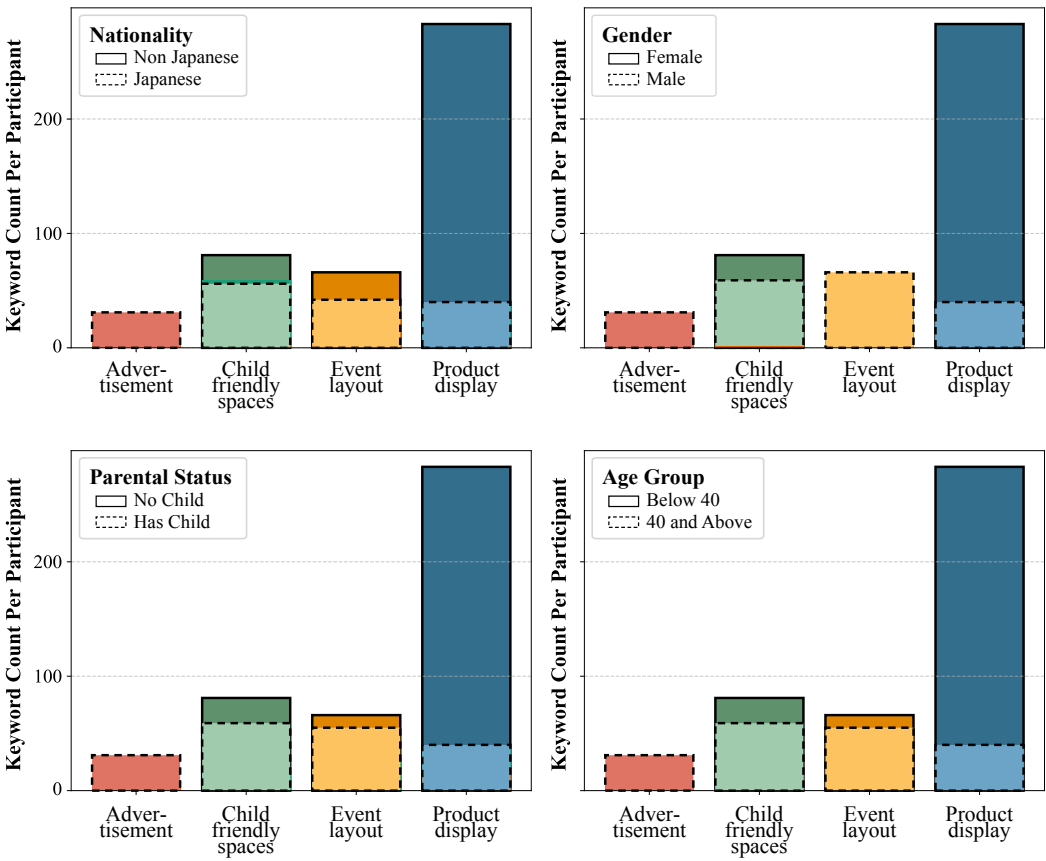 Keyword Count Per Participant
200
100
0
Nationality
Non Japanese
Japanese
Adver-
tisement
Child
friendly
spaces
Event
layout
Product
display
Keyword Count Per Participant
Gender
Female
Male
Adver-
tisement
Child
friendly
spaces
Event
layout
Product
display
Keyword Count Per Participant
200
100
0
Parental Status
No Child
Has Child
Adver-
tisement
Child
friendly
spaces
Event
layout
Product
display
Keyword Count Per Participant
Age Group
Below 40
40 and Above
Adver-
tisement
Child
friendly
spaces
Event
layout
Product
display